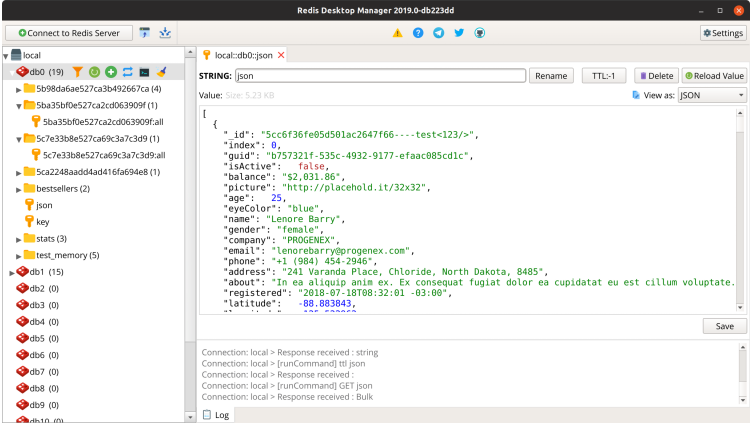 Redis Desktop Manager 2019.0-db223dd
Connect to Redis Server
Settings
local
db0 (19)
5b98da6ae527ca3b492667ca (4)
5ba35bf0e527ca2cd063909f (1)
5ba35bf0e527ca2cd063909f:all
5c7e33b8e527ca69c3a7c3d9 (1)
5c7e33b8e527ca69c3a7c3d9:all
5ca2248aadd4ad416fa694e8 (1)
bestsellers (2)
json
key
stats (3)
test_memory (5)
db1 (15)
db2 (0)
db3 (0)
db4 (0)
db5 (0)
db6 (0)
db7 (0)
db8 (0)
db9 (0)
db10 (0)
local::db0::json
STRING: json Rename TTL:-1 Delete Reload Value
Value: Size: 5.23 KB View as: JSON
[
{
"_id": "5cc6f36fe05d501ac2647f66----test<123/>",
"index": 0,
"guid": "b757321f-535c-4932-9177-efaac085cd1c",
"isActive": false,
"balance": "$2,031.86",
"picture": "http://placehold.it/32x32",
"age": 25,
"eyeColor": "blue",
"name": "Lenore Barry",
"gender": "female",
"company": "PROGENEX",
"email": "lenorebarry@progenex.com",
"phone": "+1 (984) 454-2946",
"address": "241 Varanda Place, Chloride, North Dakota, 8485",
"about": "In ea aliquip anim ex. Ex consequat fugiat dolor ea cupidatat eu est cillum voluptate.
"registered": "2018-07-18T08:32:01 -03:00",
"latitude": -88.883843,
Save
Connection: local > Response received : string
Connection: local > [runCommand] ttl json
Connection: local > Response received :
Connection: local > [runCommand] GET json
Connection: local > Response received : Bulk
Log